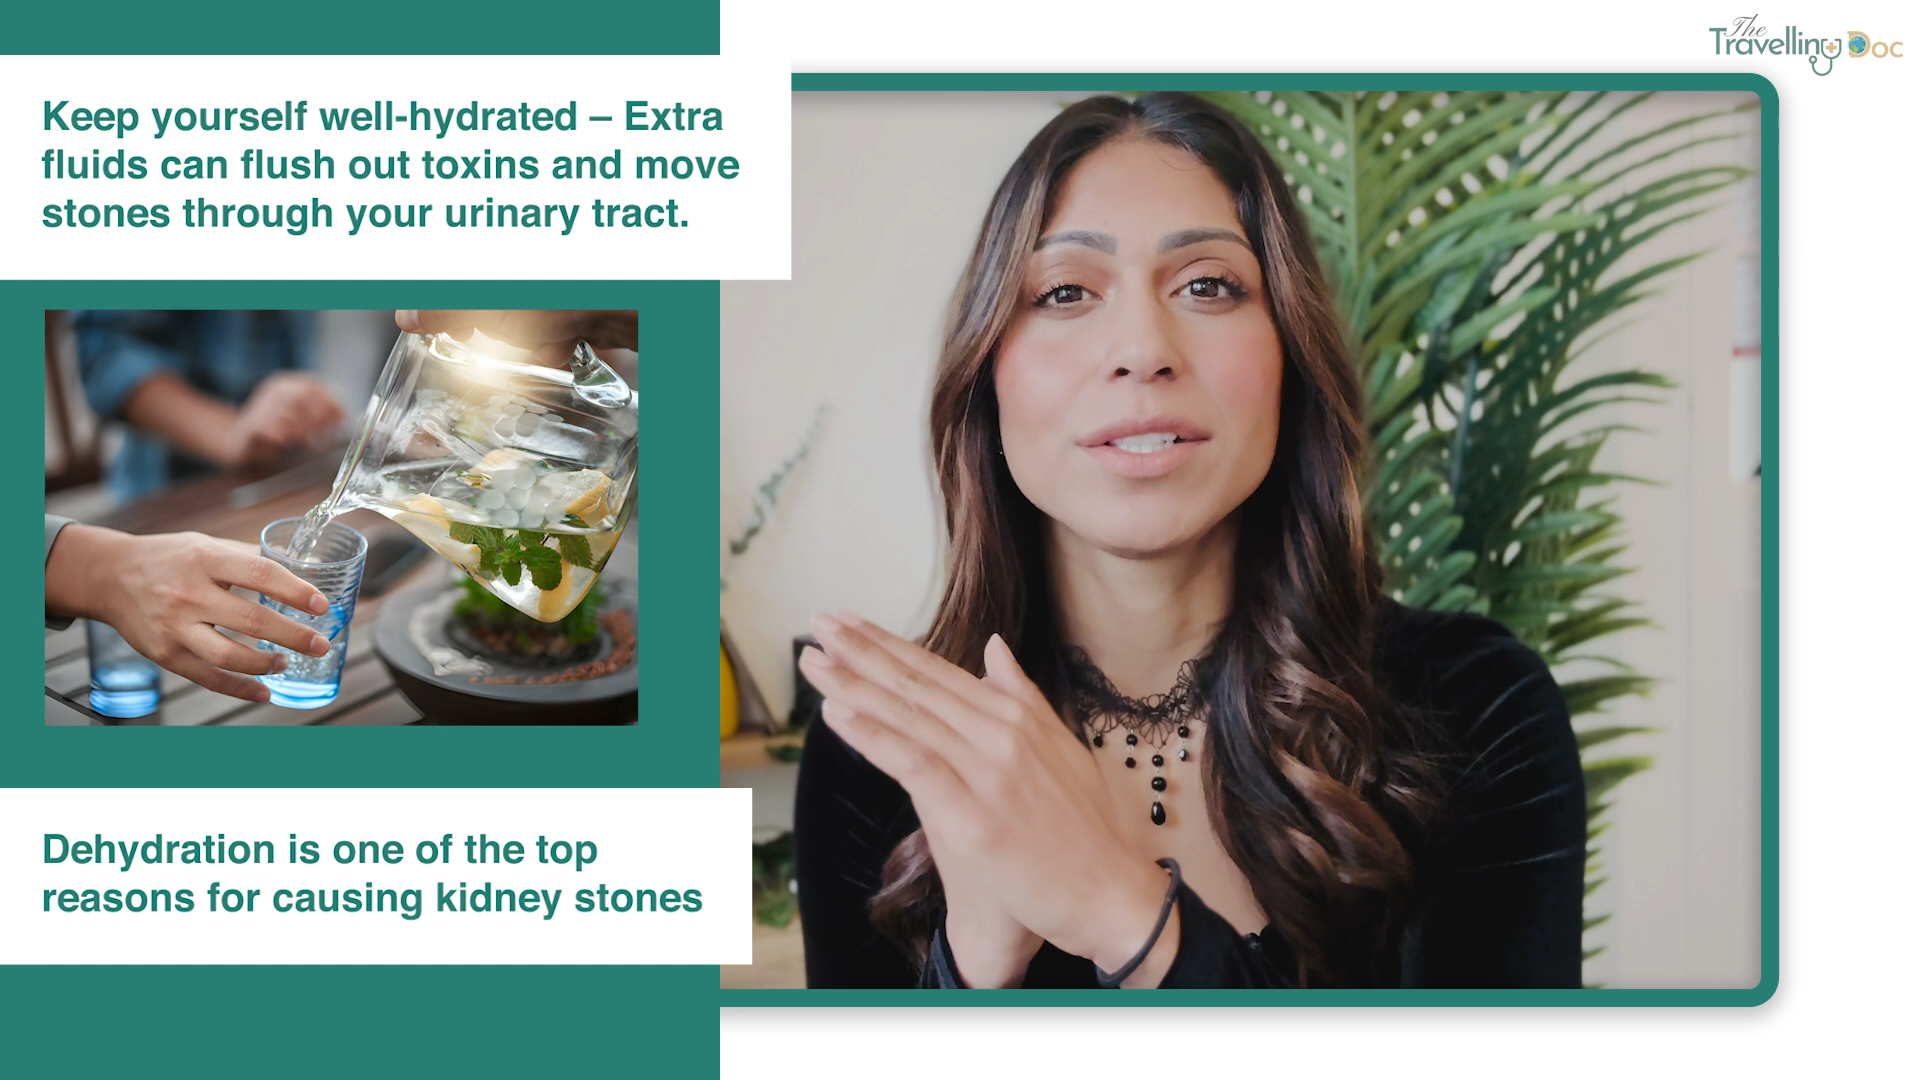 The
Travelling Doc
Keep yourself well-hydrated – Extra
fluids can flush out toxins and move
stones through your urinary tract.
Dehydration is one of the top
reasons for causing kidney stones